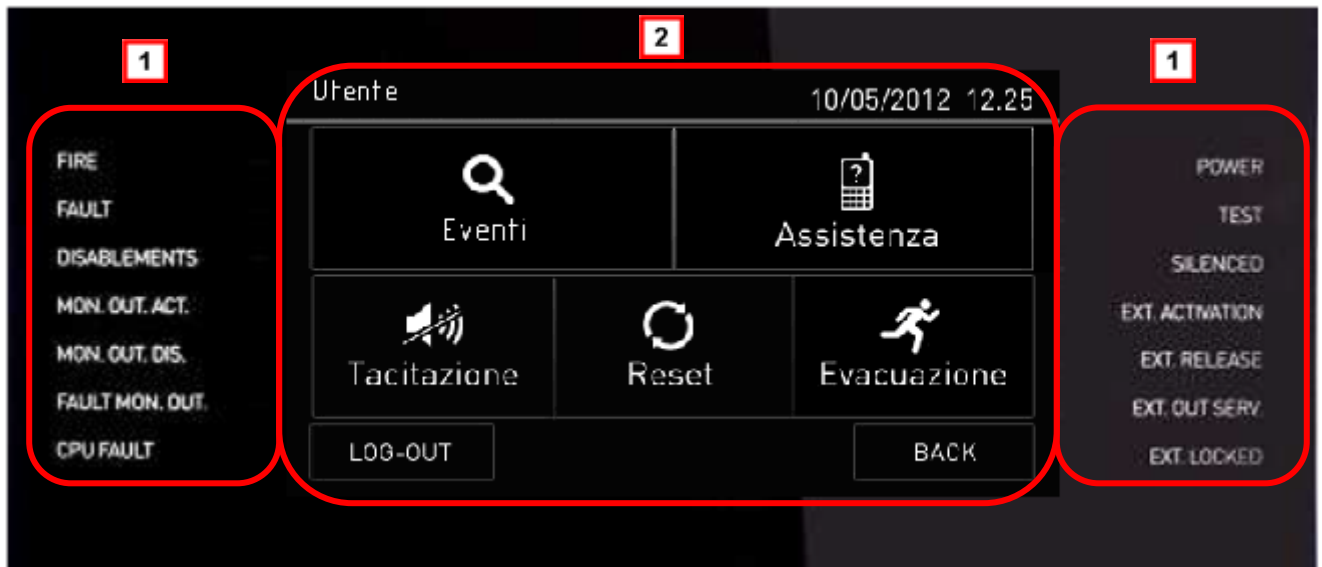 1
2
1
Utente
10/05/2012 12.25
FIRE
FAULT
DISABLEMENTS
MON. OUT. ACT.
MON. OUT. DIS.
FAULT MON. OUT.
CPU FAULT
?
Eventi
Assistenza
Tacitazione
Reset
Evacuazione
LOG-OUT
BACK
POWER
TEST
SILENCED
EXT. ACTIVATION
EXT. RELEASE
EXT. OUT SERV.
EXT. LOCKED